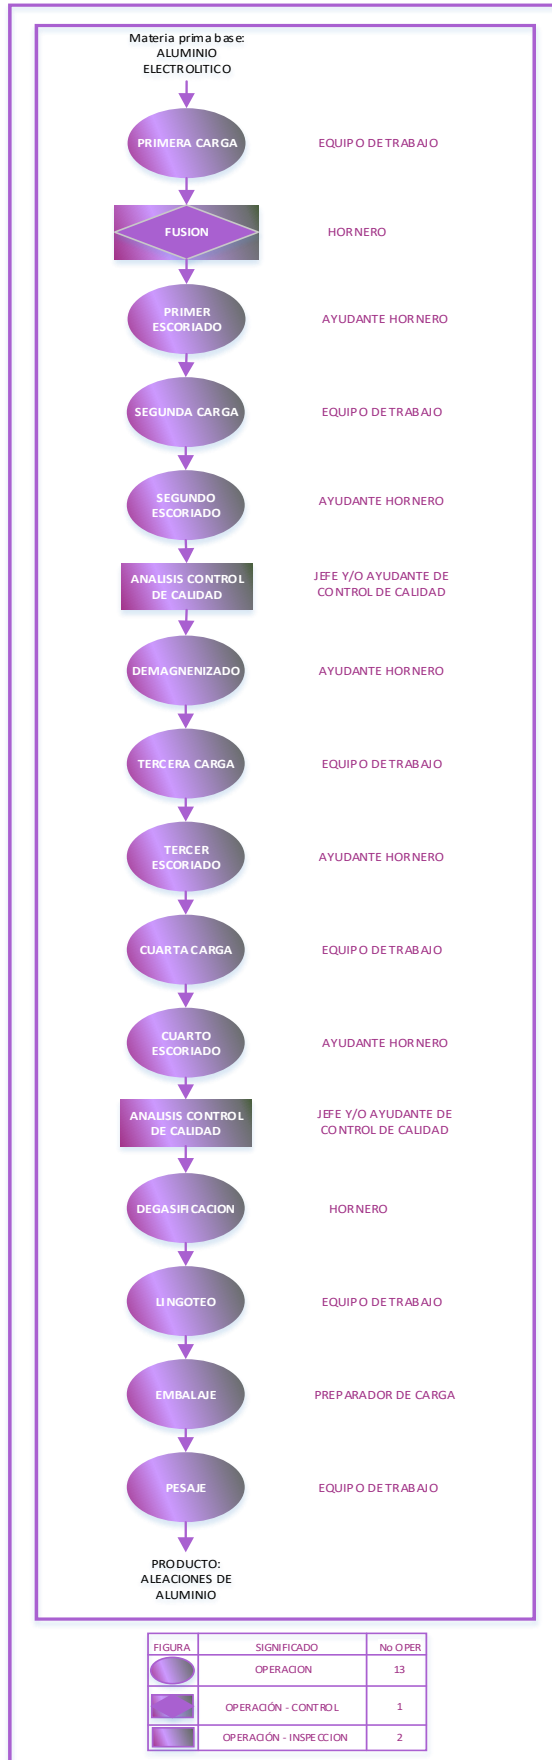 Materia prima base:
ALUMINIO
ELECTROLITICO
PRIMERA CARGA
EQUIPO DE TRABAJO
FUSION
HORNERO
PRIMER
ESCORIADO
AYUDANTE HORNERO
SEGUNDA CARGA
EQUIPO DE TRABAJO
SEGUNDO
ESCORIADO
AYUDANTE HORNERO
ANALISIS CONTROL
DE CALIDAD
JEFE Y/O AYUDANTE DE
CONTROL DE CALIDAD
DEMAGNENIZADO
AYUDANTE HORNERO
TERCERA CARGA
EQUIPO DE TRABAJO
TERCER
ESCORIADO
AYUDANTE HORNERO
CUARTA CARGA
EQUIPO DE TRABAJO
CUARTO
ESCORIADO
AYUDANTE HORNERO
ANALISIS CONTROL
DE CALIDAD
JEFE Y/O AYUDANTE DE
CONTROL DE CALIDAD
DEGASIFICACION
HORNERO
LINGOTEO
EQUIPO DE TRABAJO
EMBALAJE
PREPARADOR DE CARGA
PESAJE
EQUIPO DE TRABAJO
PRODUCTO:
ALEACIONES DE
ALUMINIO
FIGURA SIGNIFICADO No OPER
OPERACION 13
OPERACIÓN - CONTROL 1
OPERACIÓN - INSPECCION 2